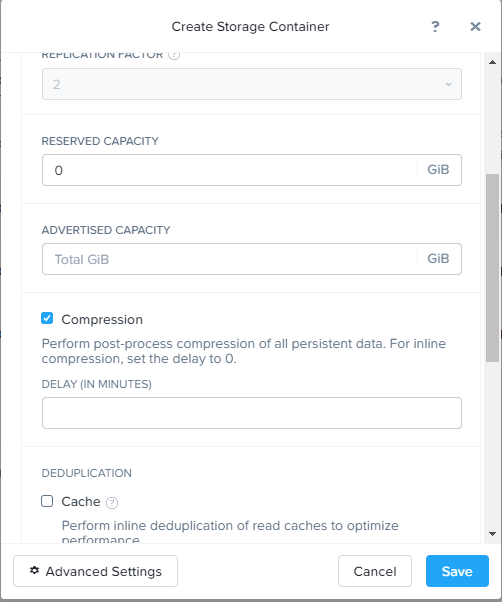 Create Storage Container
?
REPLICATION FACTOR ?
2
RESERVED CAPACITY
0 GiB
ADVERTISED CAPACITY
Total GiB GiB
Compression
Perform post-process compression of all persistent data. For inline
compression, set the delay to 0.
DELAY (IN MINUTES)
DEDUPLICATION
Cache ?
Perform inline deduplication of read caches to optimize
performance
Advanced Settings
Cancel
Save